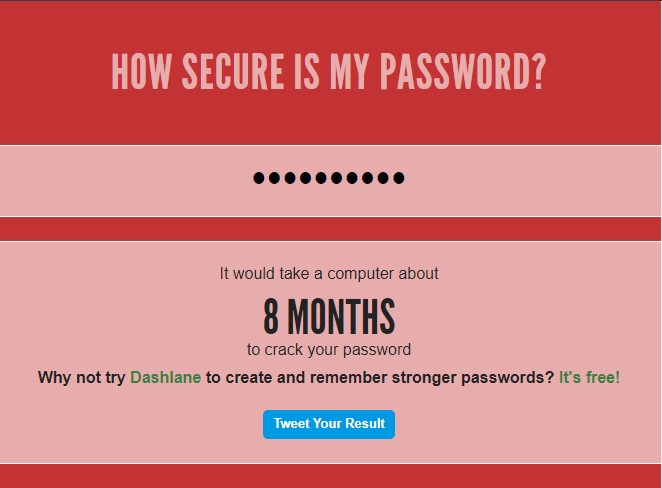 HOW SECURE IS MY PASSWORD?
••••••••••
It would take a computer about
8 MONTHS
to crack your password
Why not try Dashlane to create and remember stronger passwords? It's free!
Tweet Your Result